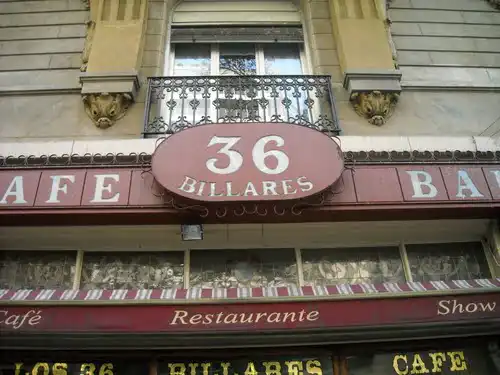 36
BILLARES
AFE BA
Café Restaurante Show
LOS 36 BILLARES CAFE